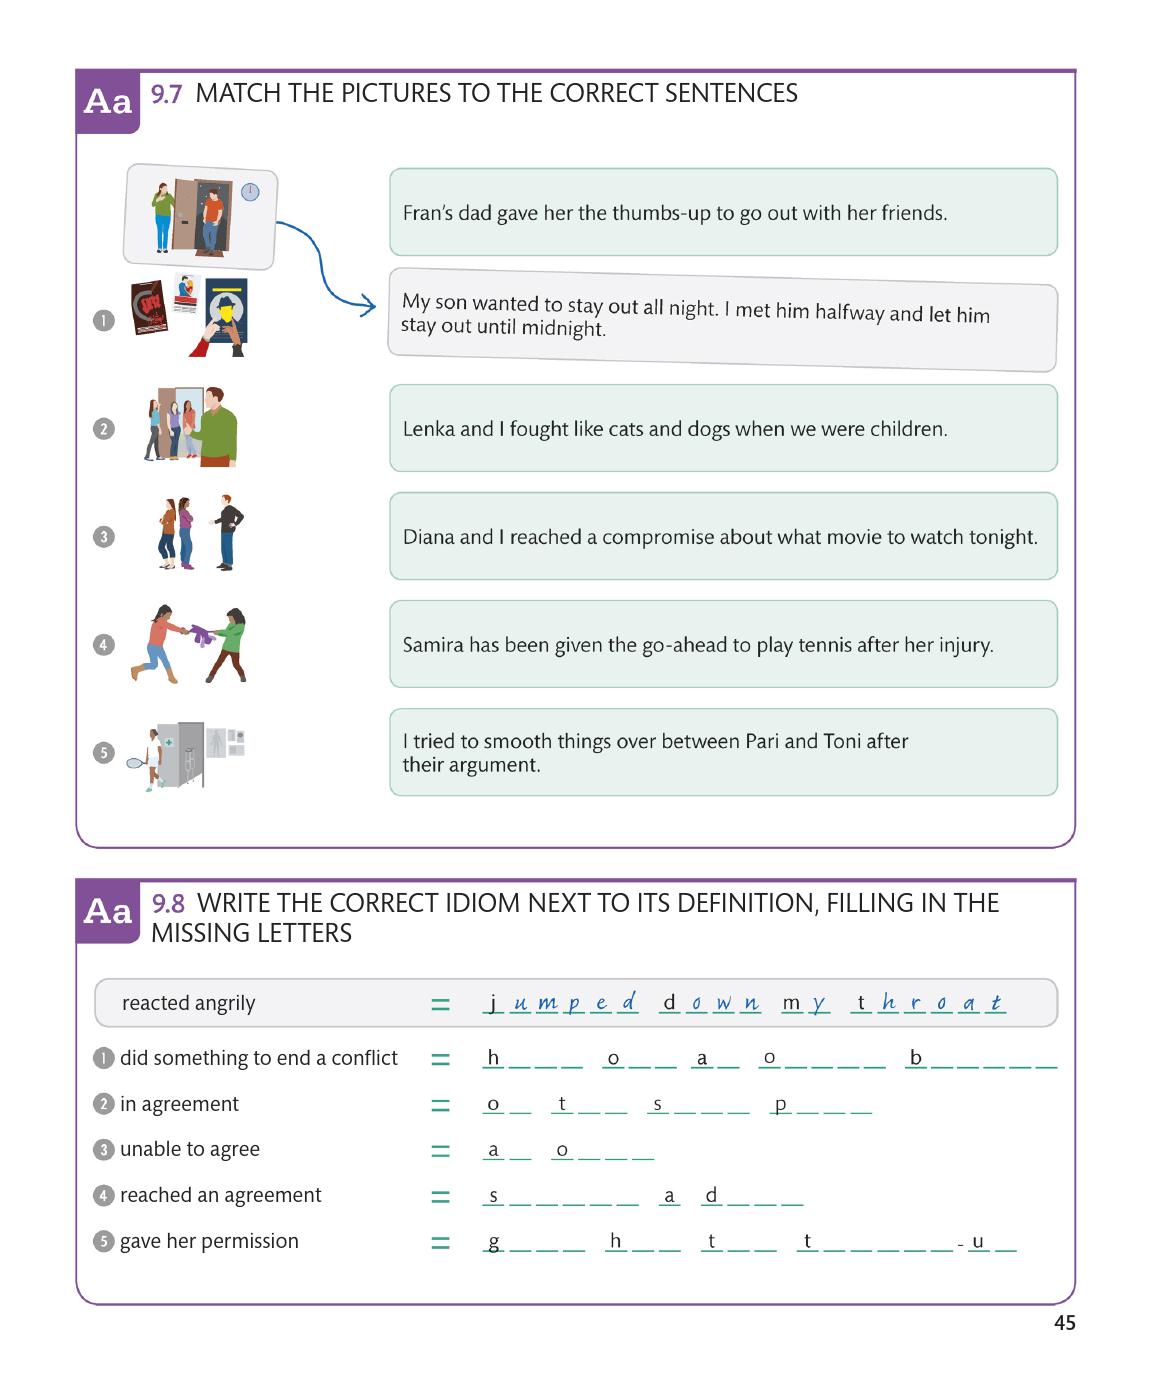 Aa 9.7 MATCH THE PICTURES TO THE CORRECT SENTENCES
Fran’s dad gave her the thumbs-up to go out with her friends.
My son wanted to stay out all night. I met him halfway and let him
stay out until midnight.
1
Lenka and I fought like cats and dogs when we were children.
2
Diana and I reached a compromise about what movie to watch tonight.
3
Samira has been given the go-ahead to play tennis after her injury.
4
I tried to smooth things over between Pari and Toni after
their argument.
5
Aa 9.8 WRITE THE CORRECT IDIOM NEXT TO ITS DEFINITION, FILLING IN THE
MISSING LETTERS
reacted angrily = jumped down my throat
1 did something to end a conflict = h _ _ _ o _ _ a _ o _ _ _ _ b _ _ _ _ _
2 in agreement = o _ t _ _ s _ _ _ p _ _ _
3 unable to agree = a _ o _ _ _
4 reached an agreement = s _ _ _ _ _ a d _ _ _
5 gave her permission = g _ _ _ h _ _ t _ _ t _ _ _ _ _ - u _
45